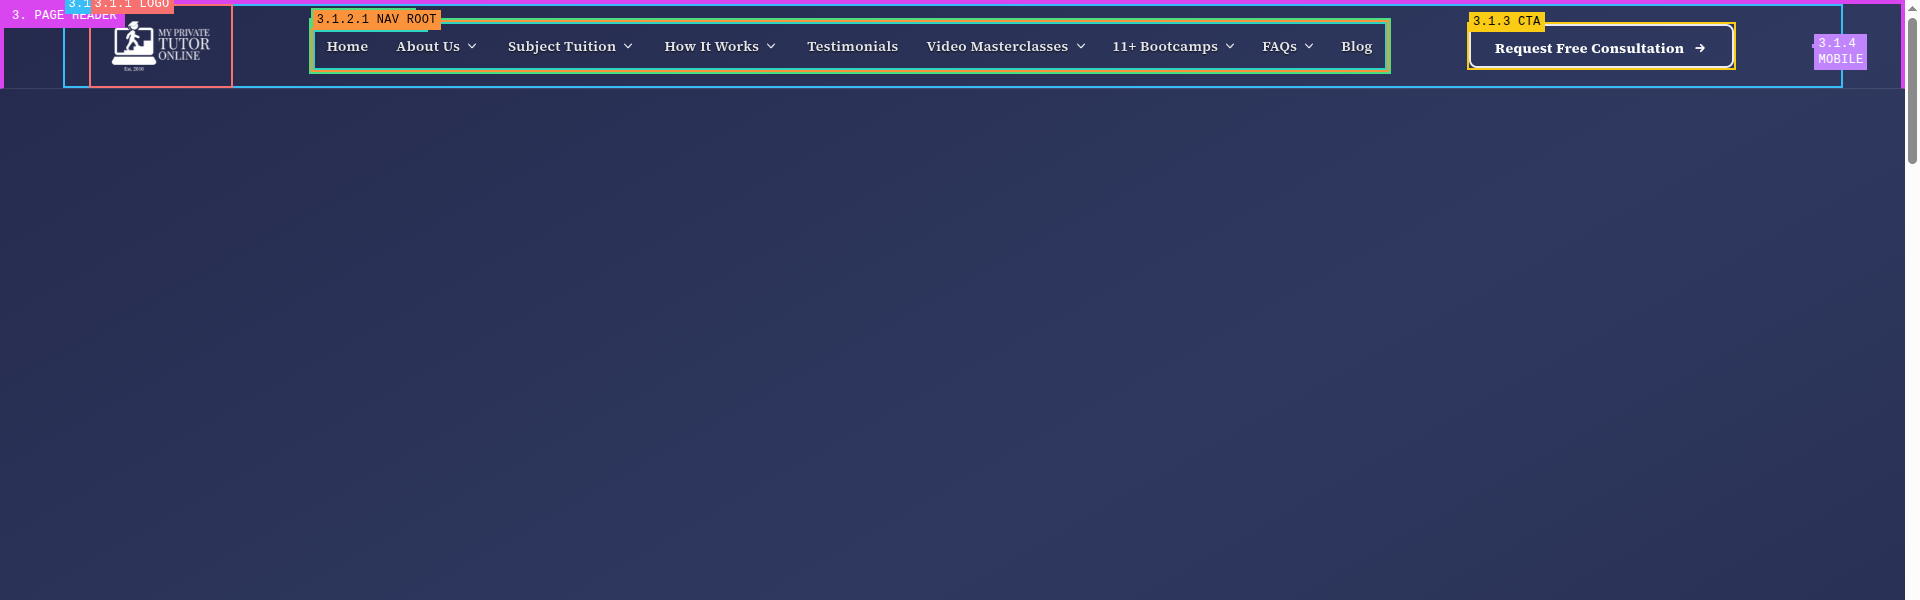 3. PAGE HEADER
3.1
3.1.1 LOGO
MY PRIVATE
TUTOR
ONLINE
Est. 2010
3.1.2.1 NAV ROOT
Home About Us Subject Tuition How It Works Testimonials Video Masterclasses 11+ Bootcamps FAQs Blog
3.1.3 CTA
Request Free Consultation →
3.1.4
MOBILE